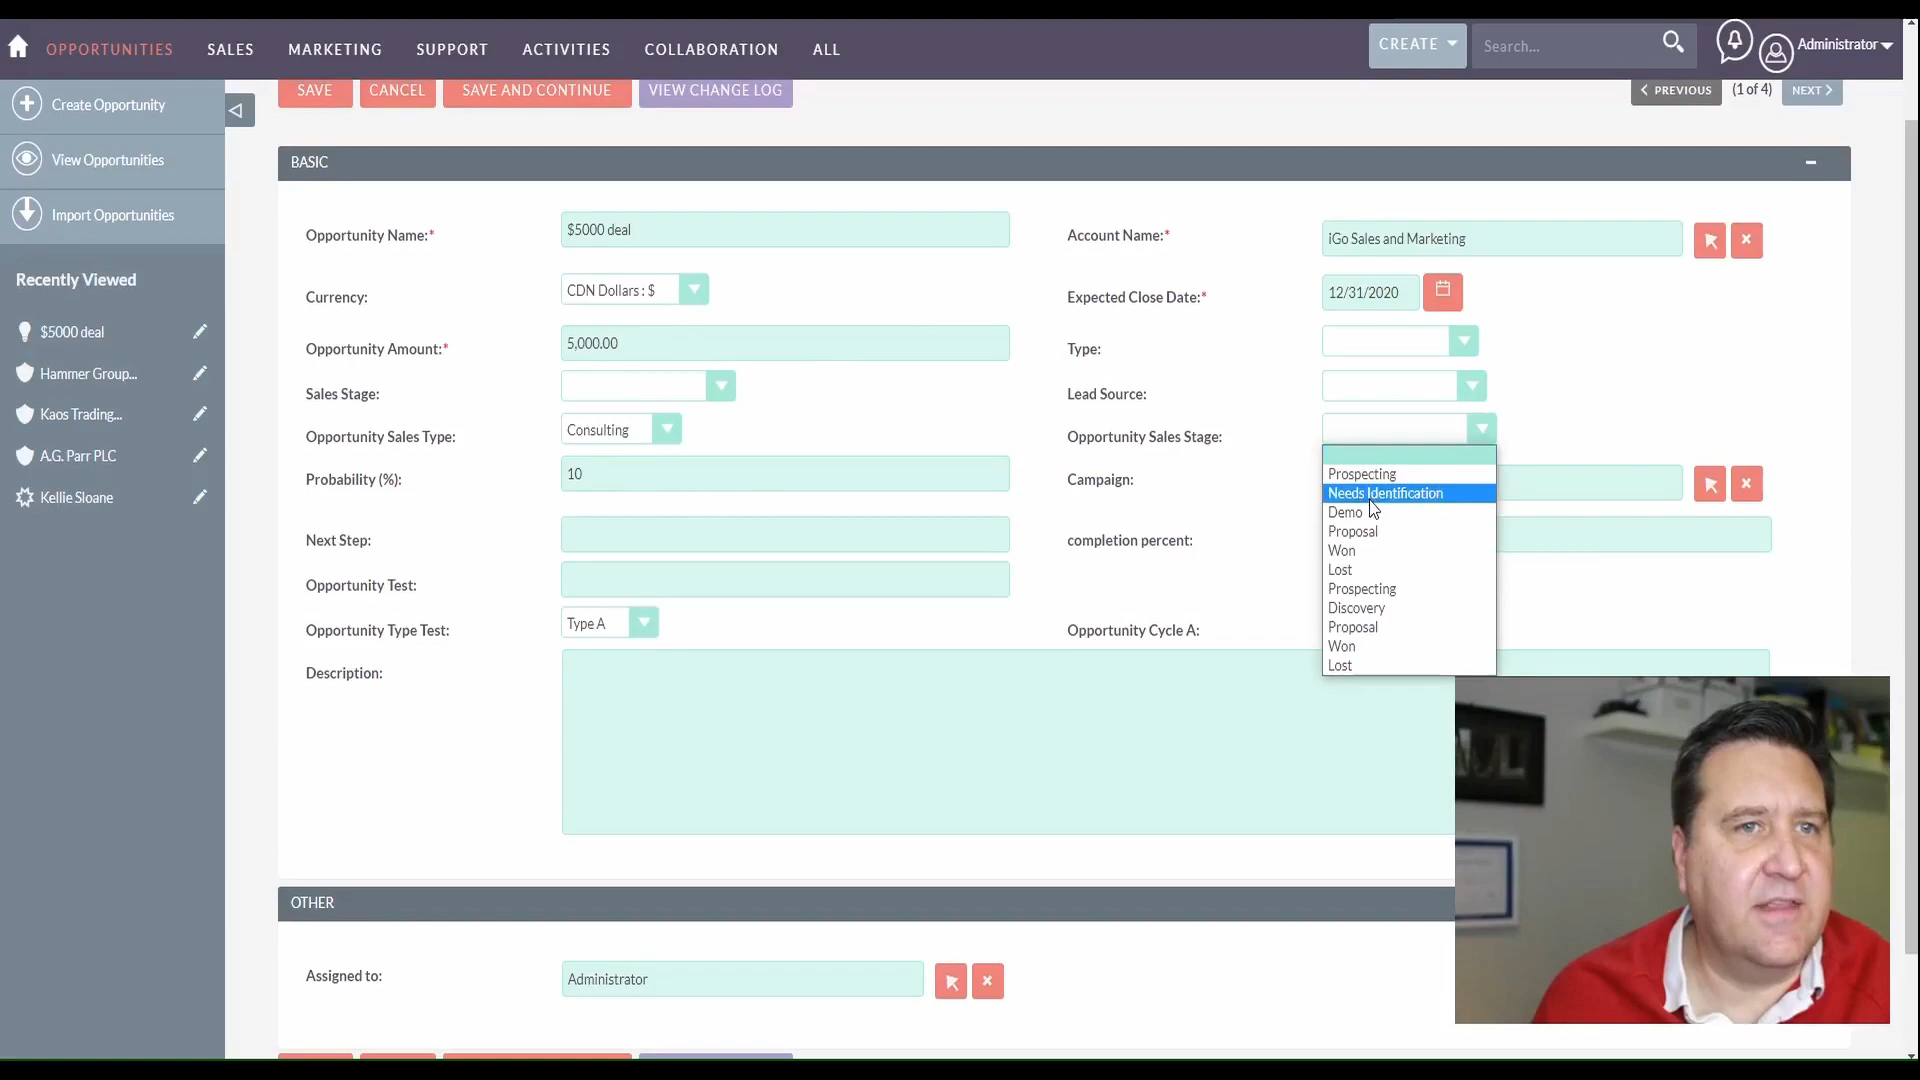 OPPORTUNITIES SALES MARKETING SUPPORT ACTIVITIES COLLABORATION ALL CREATE Search... Administrator
Create Opportunity
View Opportunities
Import Opportunities
Recently Viewed
$5000 deal
Hammer Group...
Kaos Trading...
A.G. Parr PLC
Kellie Sloane
SAVE CANCEL SAVE AND CONTINUE VIEW CHANGE LOG PREVIOUS (1 of 4) NEXT
BASIC
Opportunity Name:* $5000 deal Account Name:* iGo Sales and Marketing
Currency: CDN Dollars : $ Expected Close Date:* 12/31/2020
Opportunity Amount:* 5,000.00 Type:
Sales Stage: Lead Source:
Opportunity Sales Type: Consulting Opportunity Sales Stage:
Probability (%): 10 Campaign:
Next Step: completion percent:
Opportunity Test:
Opportunity Type Test: Type A Opportunity Cycle A:
Description:
Prospecting
Needs Identification
Demo
Proposal
Won
Lost
Prospecting
Discovery
Proposal
Won
Lost
OTHER
Assigned to: Administrator